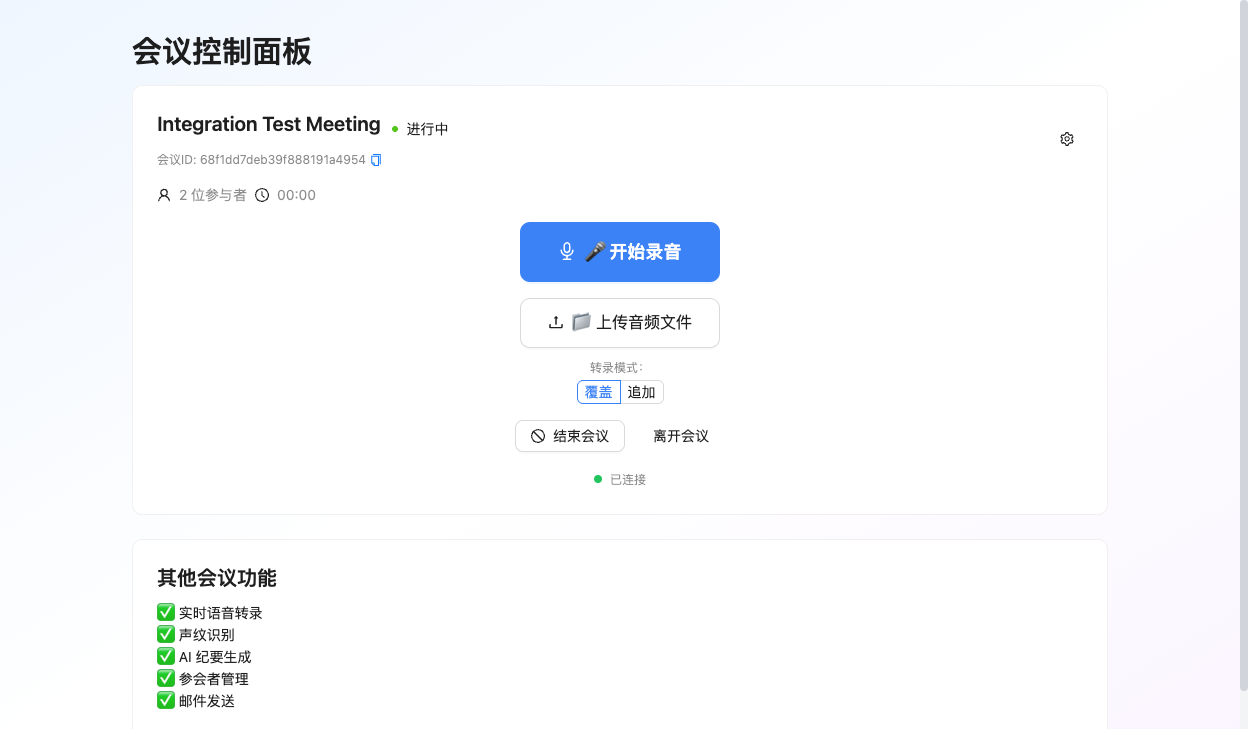 会议控制面板
Integration Test Meeting 进行中
会议ID: 68f1dd7deb39f888191a4954
2 位参与者 00:00
🎤 开始录音
📁 上传音频文件
转录模式:
覆盖 追加
结束会议 离开会议
已连接
其他会议功能
✅ 实时语音转录
✅ 声纹识别
✅ AI 纪要生成
✅ 参会者管理
✅ 邮件发送